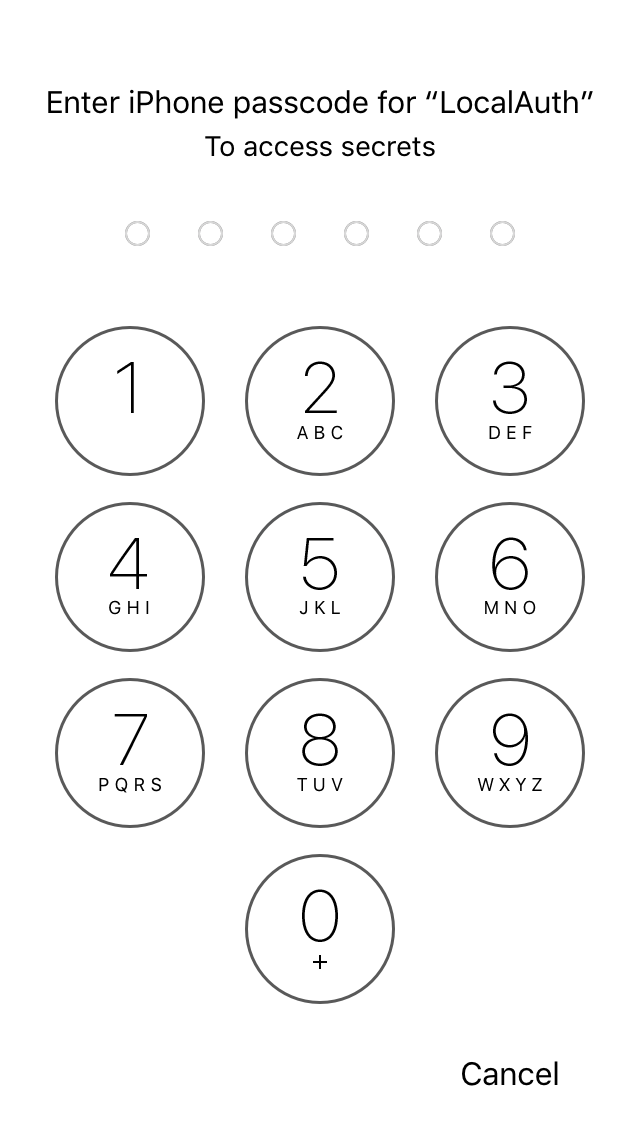 Enter iPhone passcode for “LocalAuth”
To access secrets
1 2 3
ABC DEF
4 5 6
GHI JKL MNO
7 8 9
PQRS TUV WXYZ
0
+
Cancel